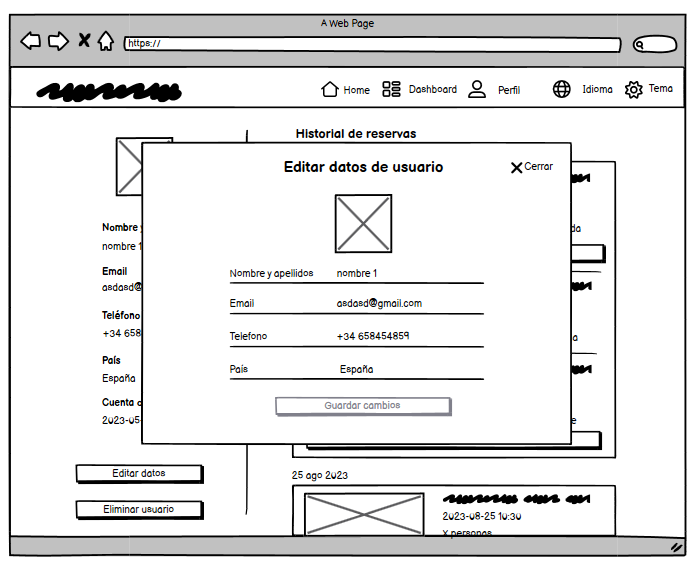 A Web Page
https://
Home Dashboard Perfil Idioma Tema
Historial de reservas
Editar datos de usuario
Cerrar
Nombre y apellidos nombre 1
Email asdasd@gmail.com
Telefono +34 658454859
País España
Guardar cambios
Nombre
nombre 1
Email
asdasd@
Teléfono
+34 658
País
España
Cuenta
2023-05-
Editar datos
Eliminar usuario
25 ago 2023
2023-08-25 10:30
X personas